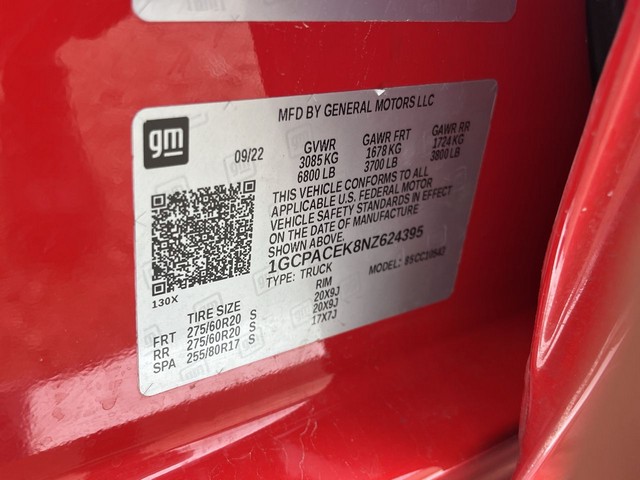 MFD BY GENERAL MOTORS LLC
gm
09/22
GVWR GAWR FRT GAWR RR
3085 KG 1678 KG 1724 KG
6800 LB 3700 LB 3800 LB
THIS VEHICLE CONFORMS TO ALL
APPLICABLE U.S. FEDERAL MOTOR
VEHICLE SAFETY STANDARDS IN EFFECT
ON THE DATE OF MANUFACTURE
SHOWN ABOVE.
1GCPACEK8NZ624395
TYPE: TRUCK MODEL:
130X
TIRE SIZE RIM
FRT 275/60R20 S 20X9J
RR 275/60R20 S 20X9J
SPA 255/80R17 S 17X7J